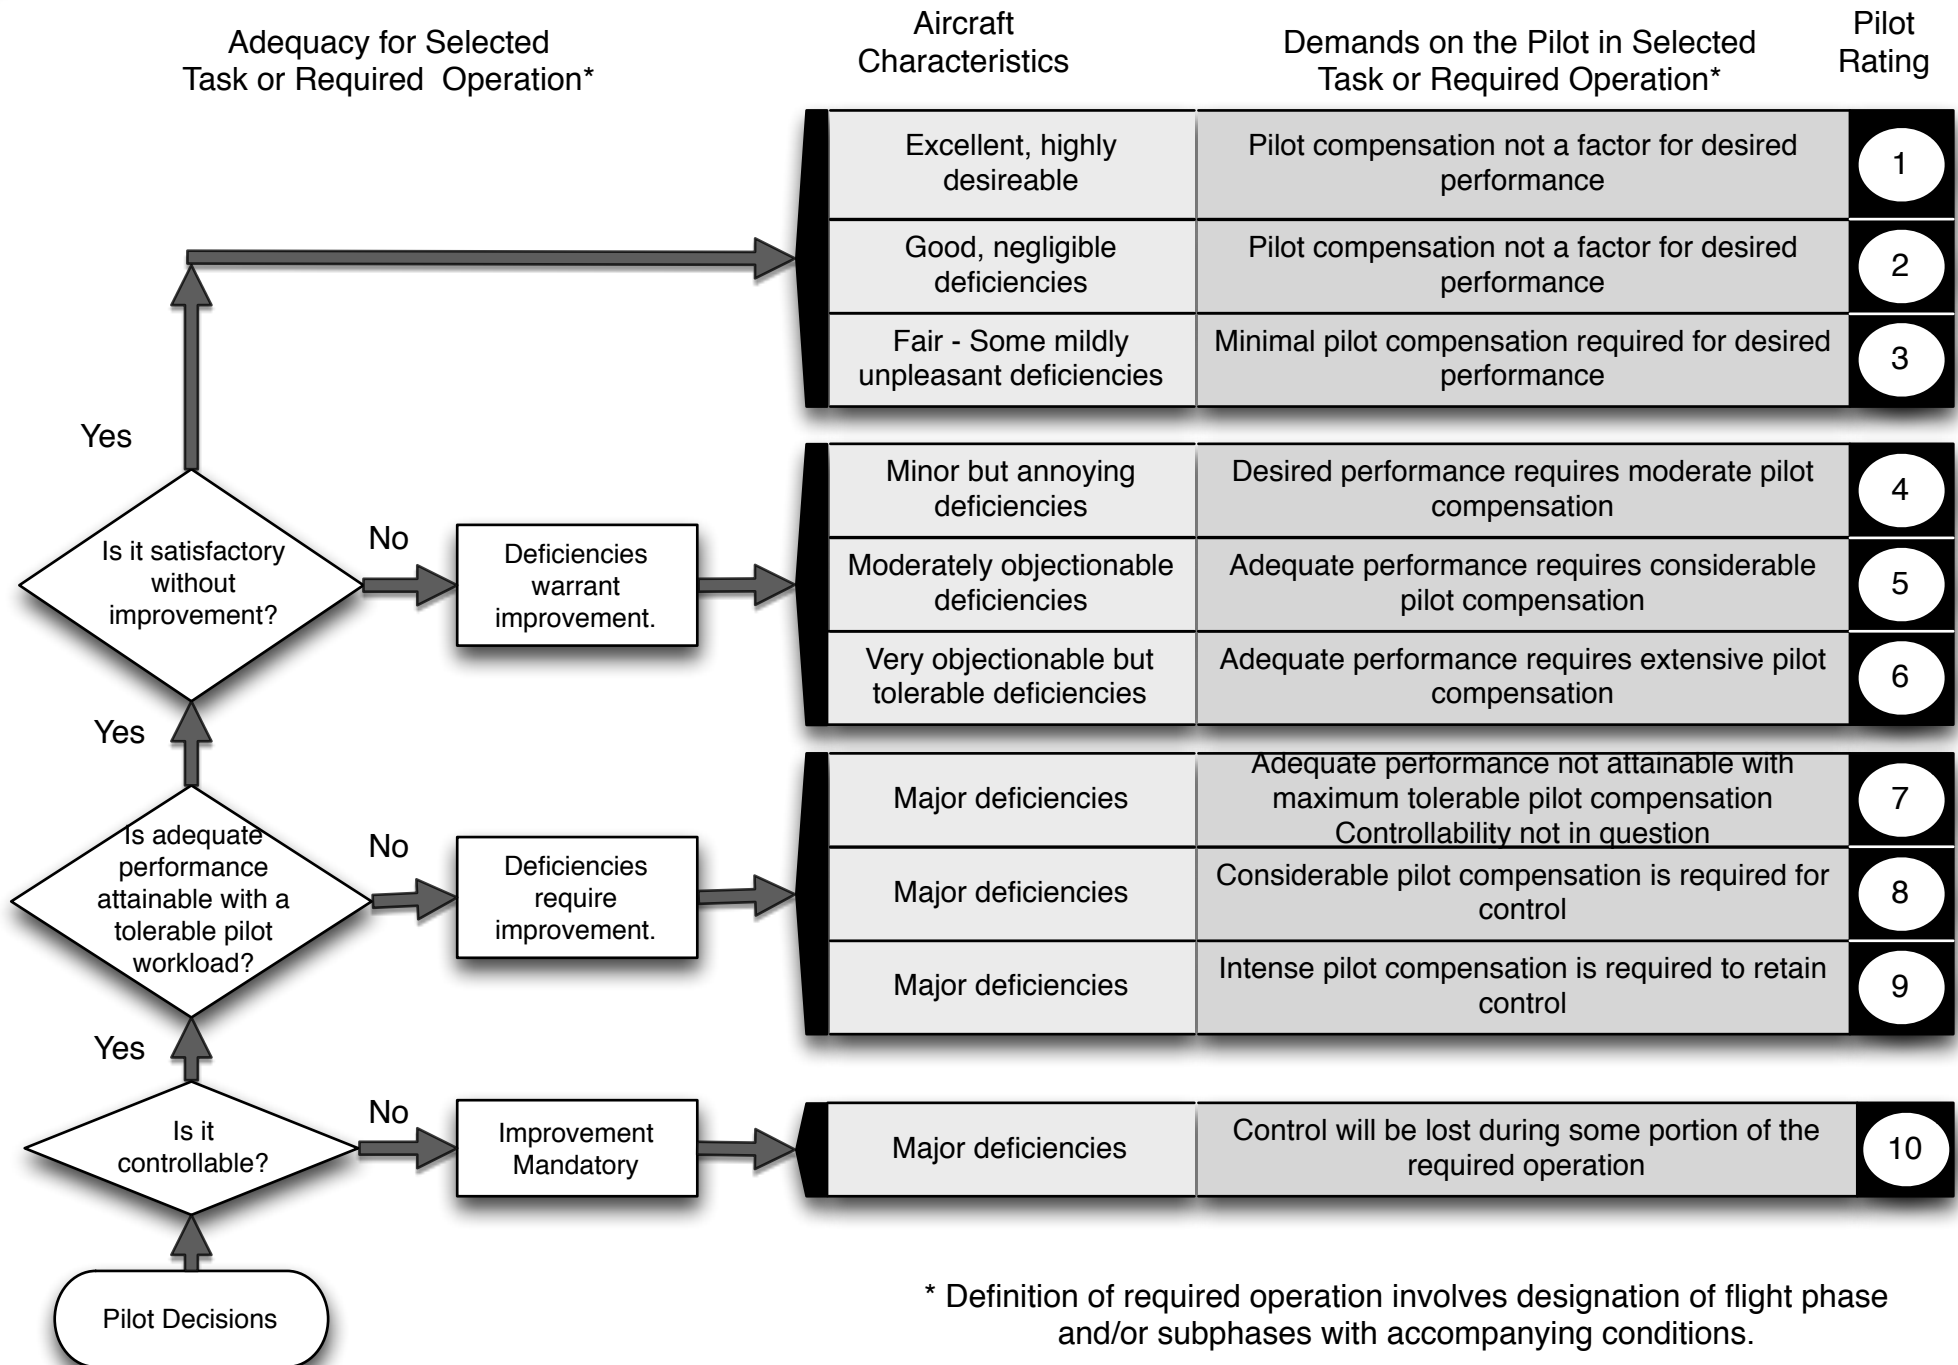 Adequacy for Selected
Task or Required Operation*
Aircraft
Characteristics
Demands on the Pilot in Selected
Task or Required Operation*
Pilot
Rating
Excellent, highly
desireable
Pilot compensation not a factor for desired
performance
1
Good, negligible
deficiencies
Pilot compensation not a factor for desired
performance
2
Fair - Some mildly
unpleasant deficiencies
Minimal pilot compensation required for desired
performance
3
Yes
Is it satisfactory
without
improvement?
No
Deficiencies
warrant
improvement.
Minor but annoying
deficiencies
Desired performance requires moderate pilot
compensation
4
Moderately objectionable
deficiencies
Adequate performance requires considerable
pilot compensation
5
Very objectionable but
tolerable deficiencies
Adequate performance requires extensive pilot
compensation
6
Yes
Is adequate
performance
attainable with a
tolerable pilot
workload?
No
Deficiencies
require
improvement.
Major deficiencies
Adequate performance not attainable with
maximum tolerable pilot compensation
Controllability not in question
7
Major deficiencies
Considerable pilot compensation is required for
control
8
Major deficiencies
Intense pilot compensation is required to retain
control
9
Yes
Is it
controllable?
No
Improvement
Mandatory
Major deficiencies
Control will be lost during some portion of the
required operation
10
Pilot Decisions
* Definition of required operation involves designation of flight phase
and/or subphases with accompanying conditions.